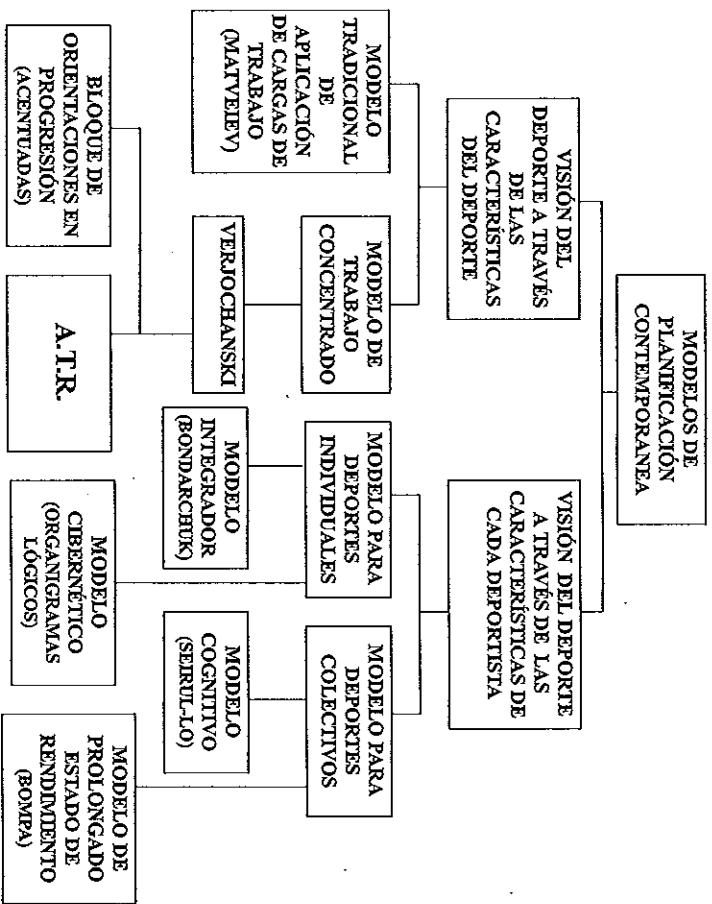 MODELOS DE
PLANIFICACIÓN
CONTEMPORANEA
VISIÓN DEL
DEPORTE A TRAVÉS
DE LAS
CARACTERÍSTICAS
DEL DEPORTE
VISIÓN DEL DEPORTE
A TRAVÉS DE LAS
CARACTERÍSTICAS DE
CADA DEPORTISTA
MODELO
TRADICIONAL
DE
APLICACIÓN
DE CARGAS DE
TRABAJO
(MATVEIEV)
MODELO DE
TRABAJO
CONCENTRADO
MODELO PARA
DEPORTES
INDIVIDUALES
MODELO PARA
DEPORTES
COLECTIVOS
VERJOCHANSKI
MODELO
INTEGRADOR
(BONDARCHUK)
MODELO
COGNITIVO
(SEIRUL-LO)
BLOQUE DE
ORIENTACIONES EN
PROGRESIÓN
(ACENTUADAS)
A.T.R.
MODELO
CIBERNÉTICO
(ORGANIGRAMAS
LÓGICOS)
MODELO DE
PROLONGADO
ESTADO DE
RENDIMIENTO
(BOMPA)